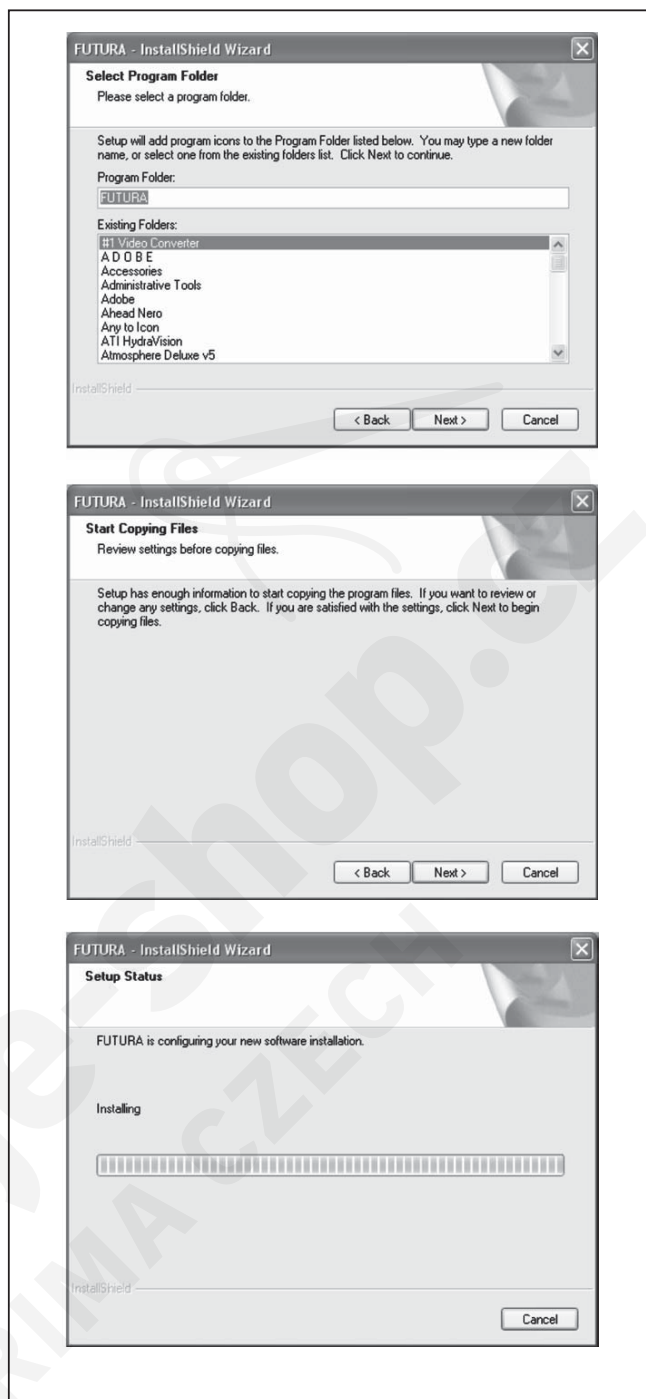 FUTURA - InstallShield Wizard
Select Program Folder
Please select a program folder.
Setup will add program icons to the Program Folder listed below. You may type a new folder
name, or select one from the existing folders list. Click Next to continue.
Program Folder:
FUTURA
Existing Folders:
#1 Video Converter
A D O B E
Accessories
Administrative Tools
Adobe
Ahead Nero
Any to Icon
ATI HydraVision
Atmosphere Deluxe v5
InstallShield
< Back Next > Cancel
FUTURA - InstallShield Wizard
Start Copying Files
Review settings before copying files.
Setup has enough information to start copying the program files. If you want to review or
change any settings, click Back. If you are satisfied with the settings, click Next to begin
copying files.
InstallShield
< Back Next > Cancel
FUTURA - InstallShield Wizard
Setup Status
FUTURA is configuring your new software installation.
Installing
InstallShield
Cancel
e-shop.cz
RIMA CZECH